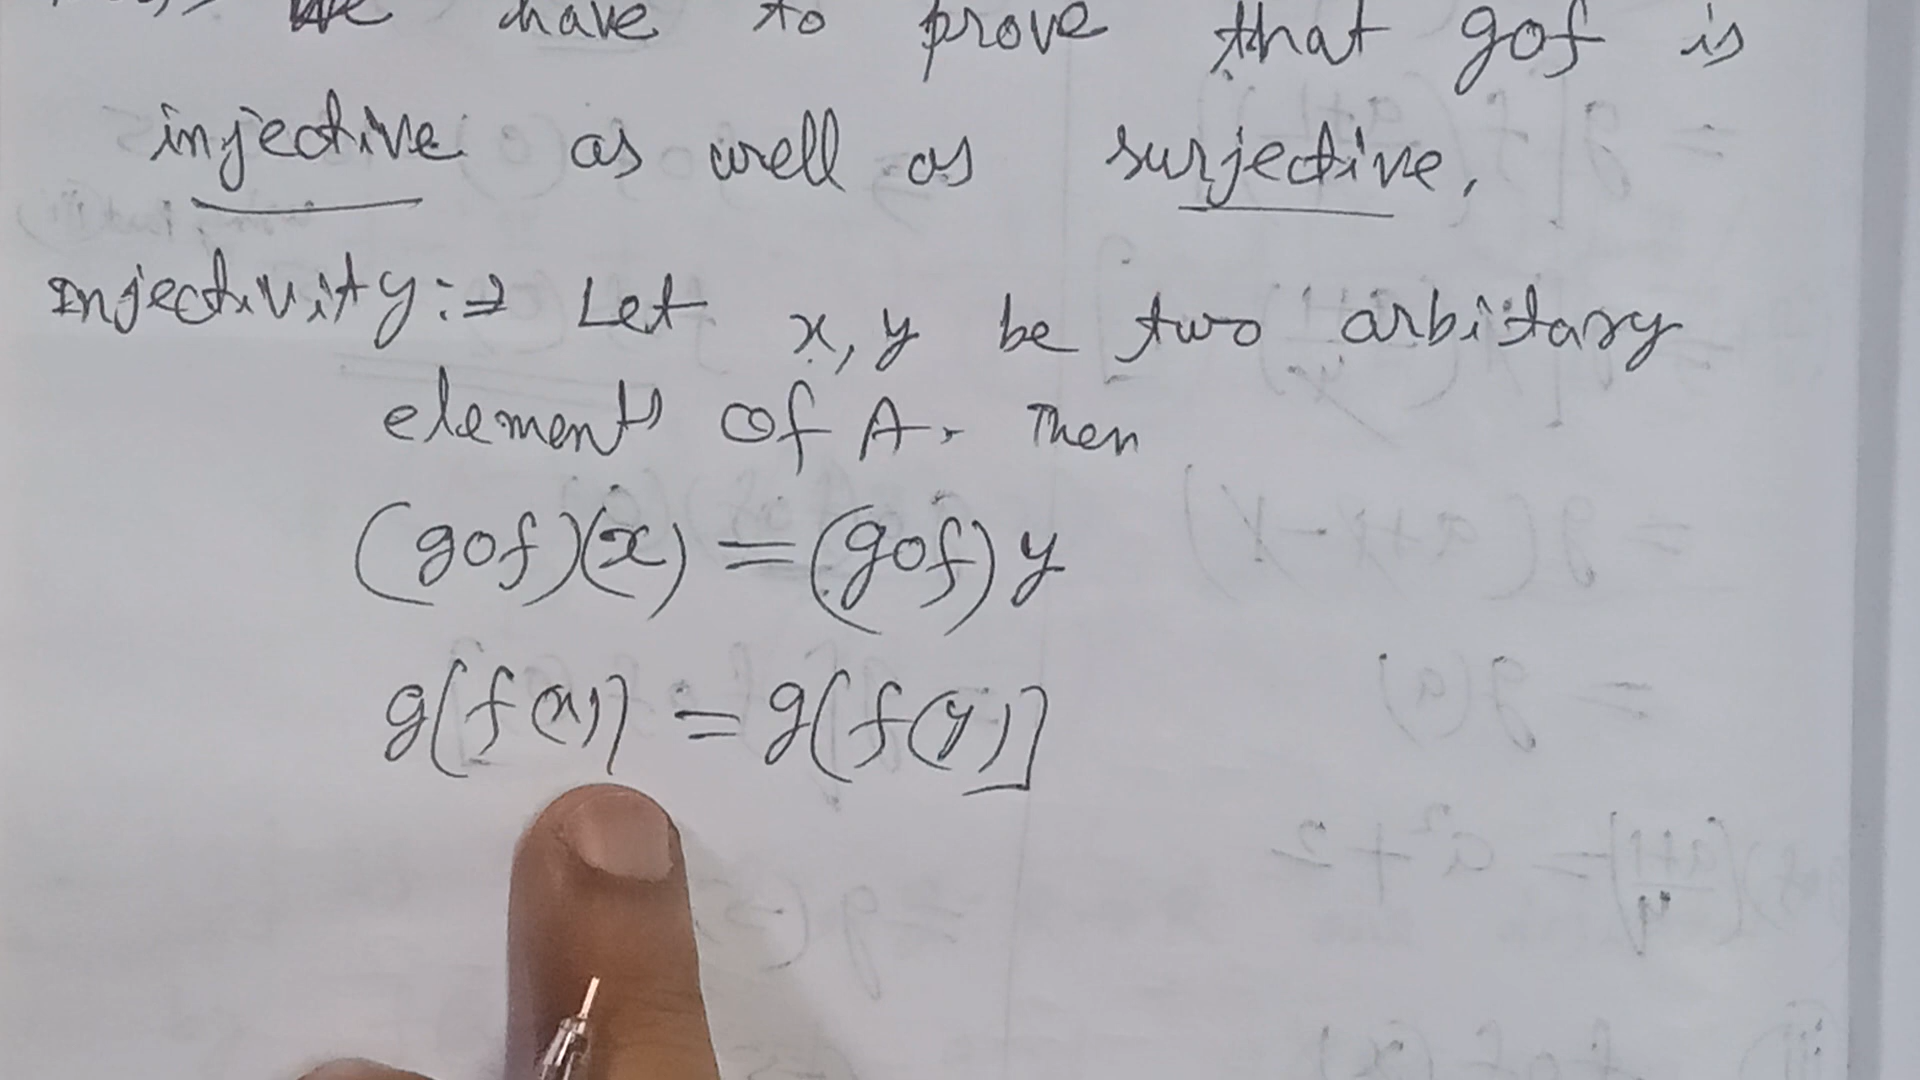 We have to prove that gof is
injective as well as surjective.
Injectivity :⇒ Let x, y be two arbitary
elements of A. Then
(gof)(x) = (gof) y
g[f(x)] = g[f(y)]